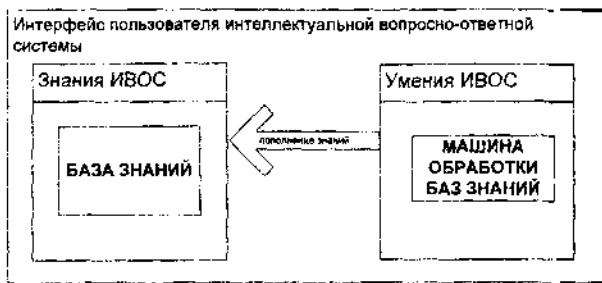 Интерфейс пользователя интеллектуальной вопросно-ответной
системы
Знания ИВОС
Умения ИВОС
БАЗА ЗНАНИЙ
пополнение знаний
МАШИНА
ОБРАБОТКИ
БАЗ ЗНАНИЙ